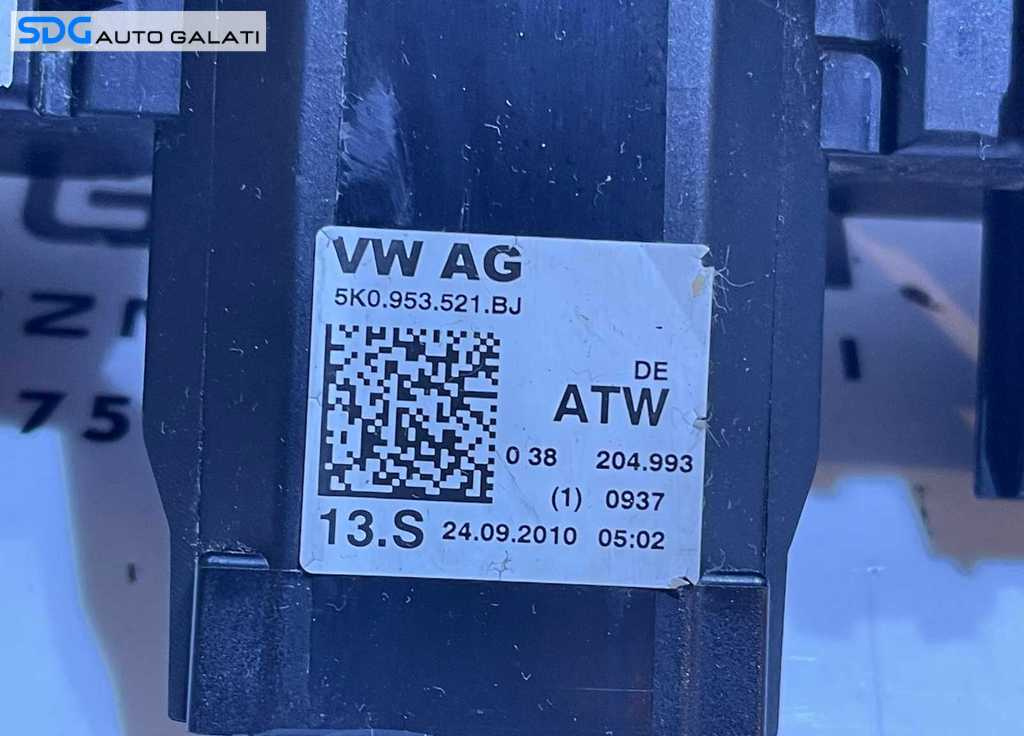 SDG AUTO GALATI
VW AG
5K0.953.521.BJ
DE
ATW
0 38 204.993
(1) 0937
13.S 24.09.2010 05:02
75